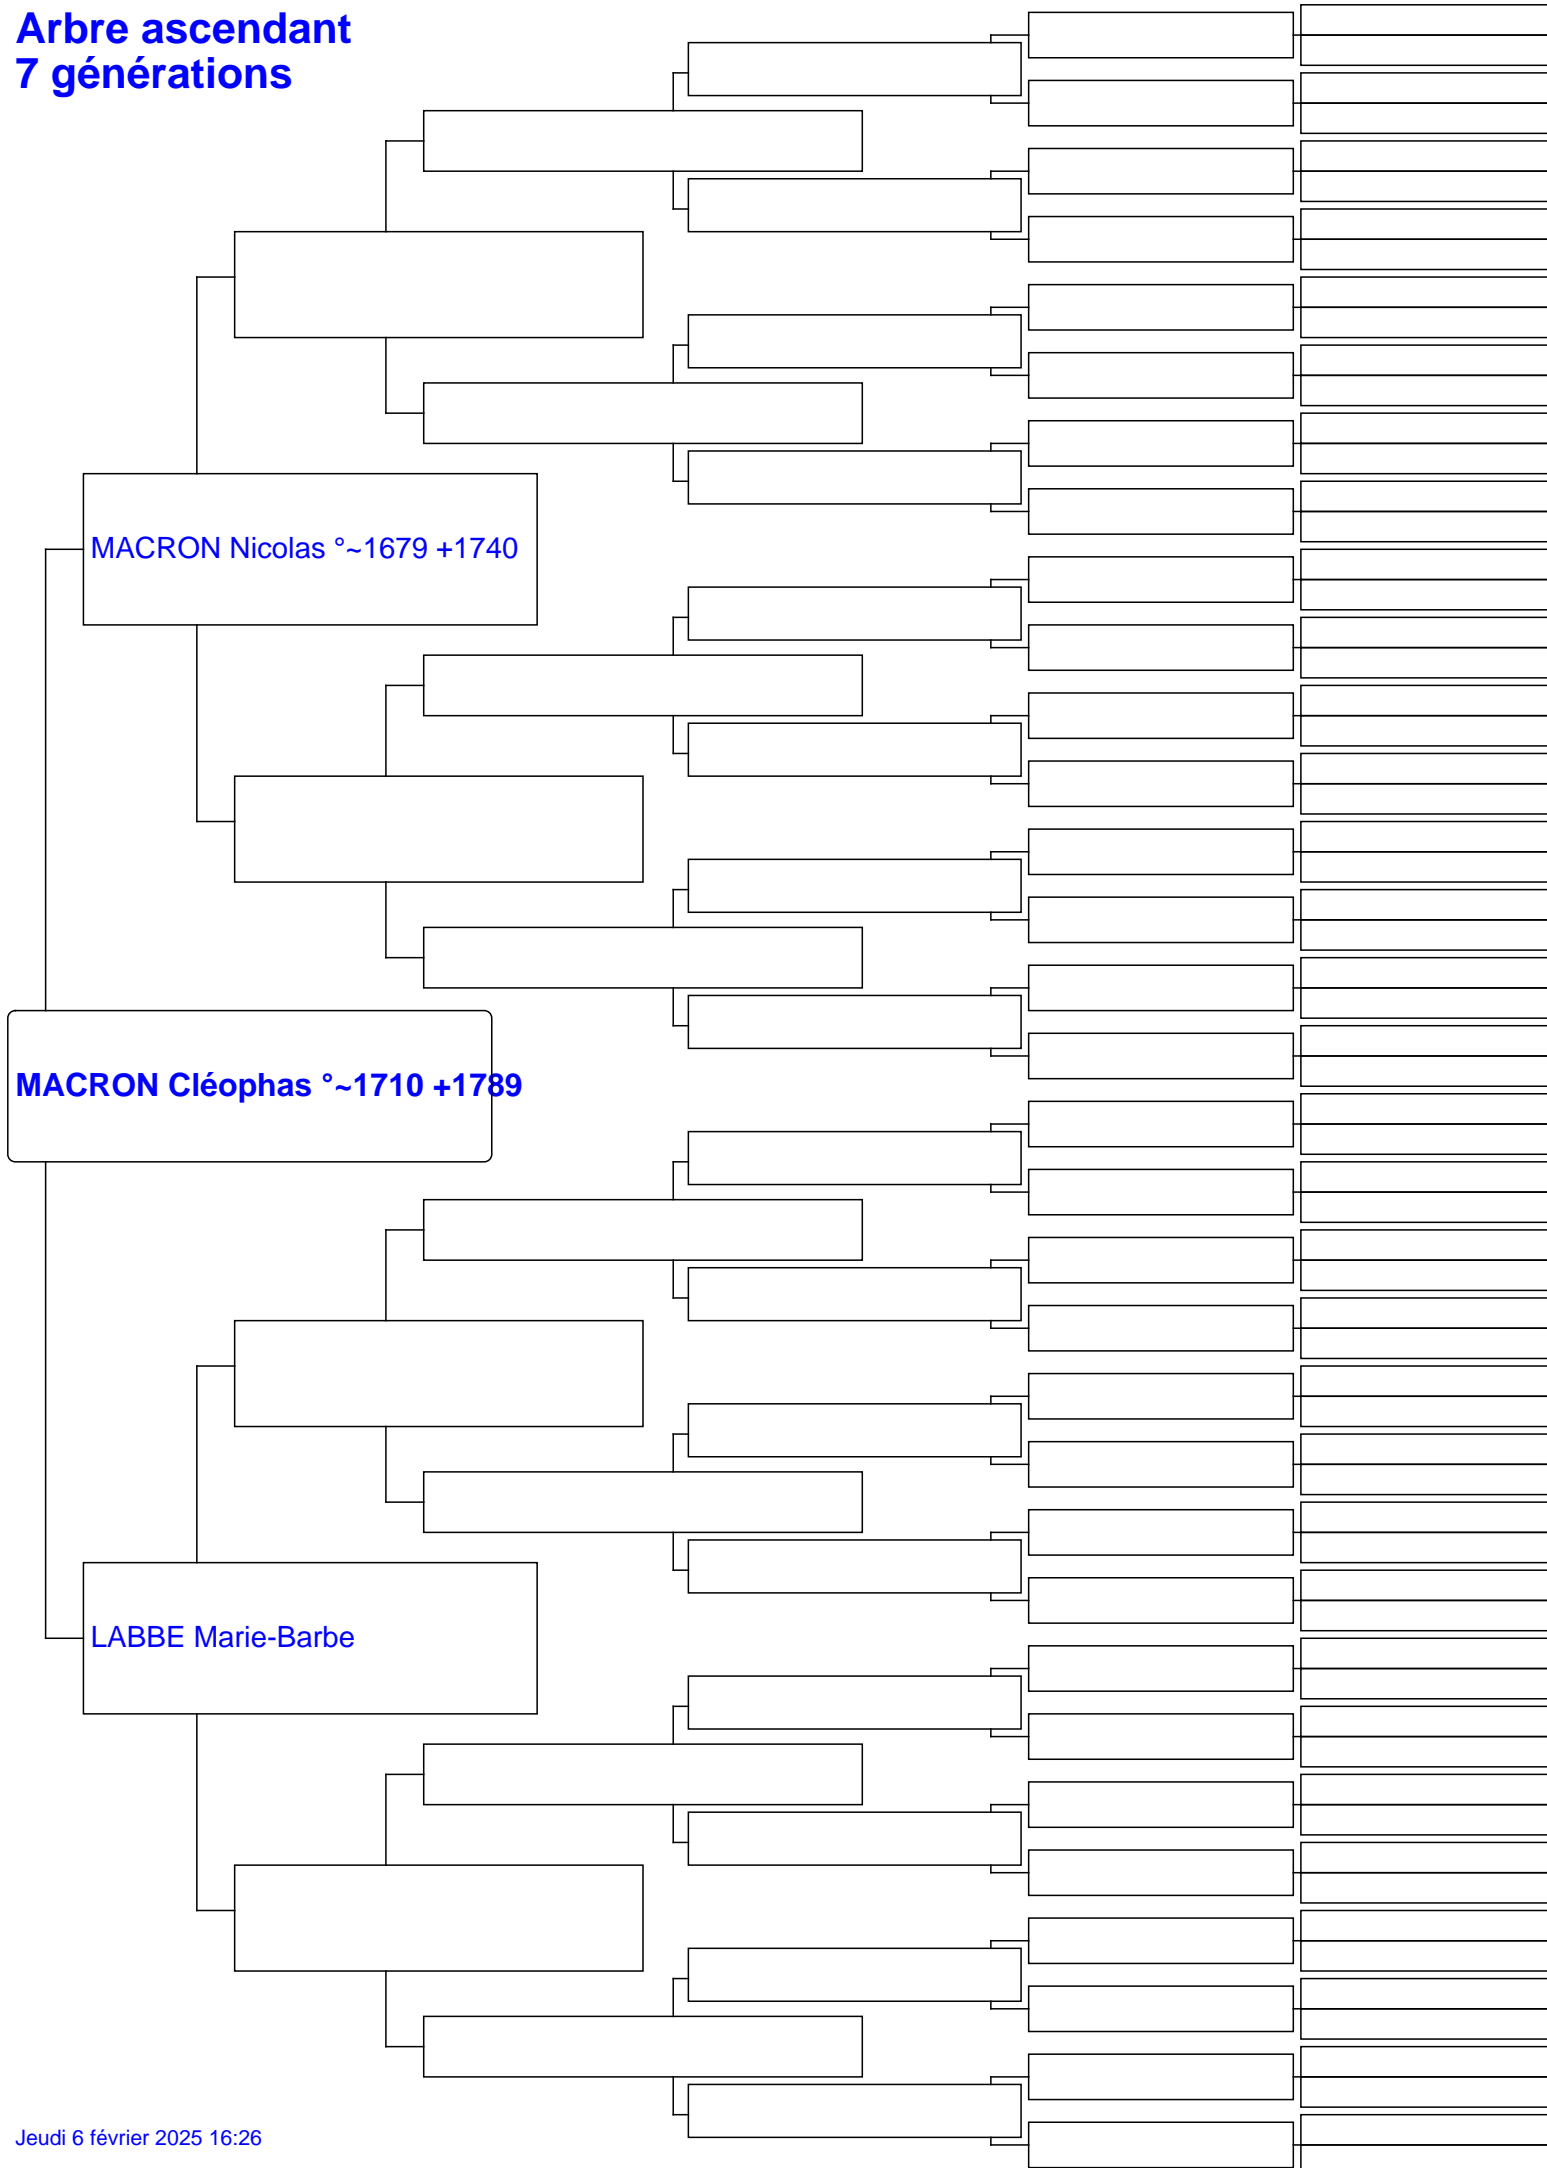 Arbre ascendant
7 générations
MACRON Nicolas °~1679 +1740
MACRON Cléophas °~1710 +1789
LABBE Marie-Barbe
Jeudi 6 février 2025 16:26